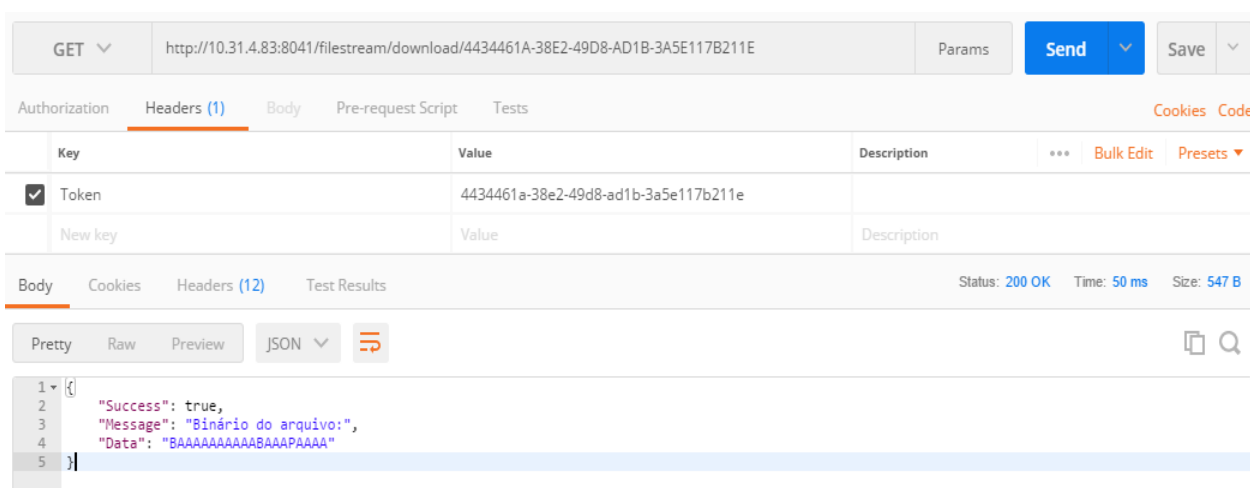 GET http://10.31.4.83:8041/filestream/download/4434461A-38E2-49D8-AD1B-3A5E117B211E Params Send Save
Authorization Headers (1) Body Pre-request Script Tests Cookies Code
Key Value Description Bulk Edit Presets
Token 4434461a-38e2-49d8-ad1b-3a5e117b211e
New key Value Description
Body Cookies Headers (12) Test Results Status: 200 OK Time: 50 ms Size: 547 B
Pretty Raw Preview JSON
1 {
2 "Success": true,
3 "Message": "Binário do arquivo:",
4 "Data": "BAAAAAAAAAABAAAPAAAA"
5 }